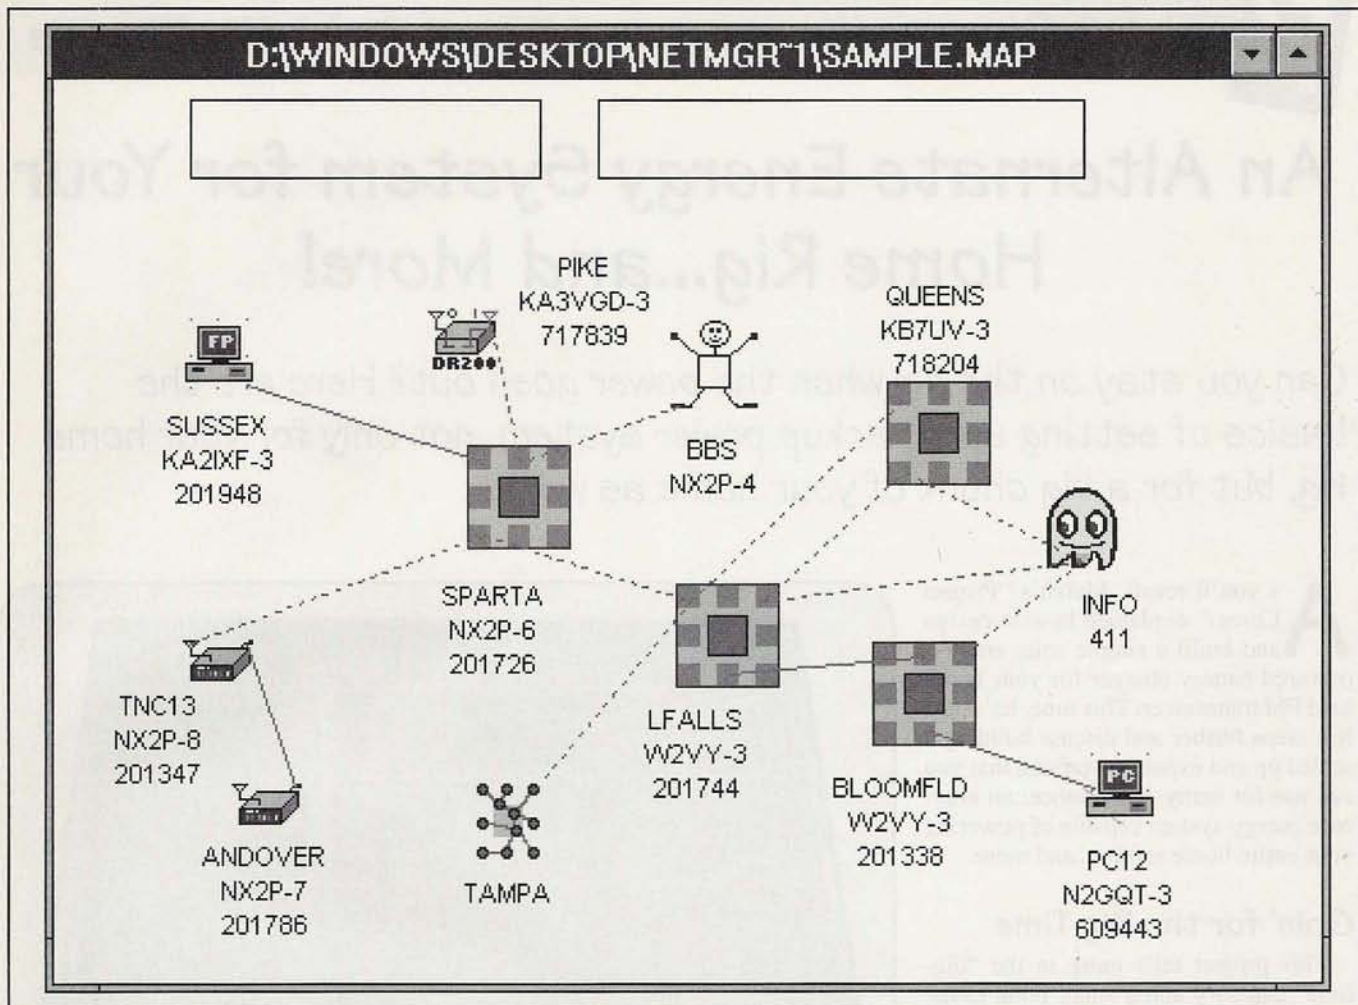 D:\WINDOWS\DESKTOP\NETMGR~1\SAMPLE.MAP
PIKE
KA3VGD-3
717839
DR200
QUEENS
KB7UV-3
718204
FP
SUSSEX
KA2IXF-3
201948
BBS
NX2P-4
SPARTA
NX2P-6
201726
INFO
411
TNC13
NX2P-8
201347
LFALLS
W2VY-3
201744
BLOOMFLD
W2VY-3
201338
PC
PC12
N2GQT-3
609443
ANDOVER
NX2P-7
201786
TAMPA